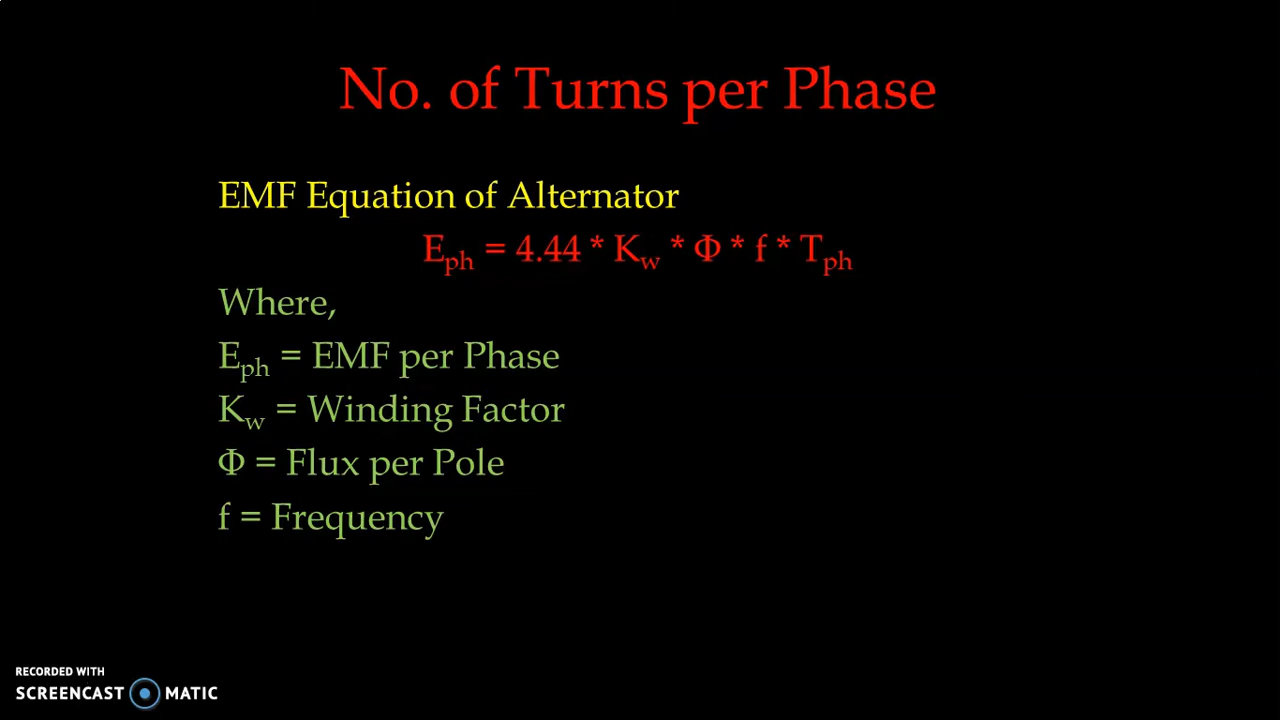 No. of Turns per Phase
EMF Equation of Alternator
Eph = 4.44 * Kw * Φ * f * Tph
Where,
Eph = EMF per Phase
Kw = Winding Factor
Φ = Flux per Pole
f = Frequency
RECORDED WITH
SCREENCAST MATIC